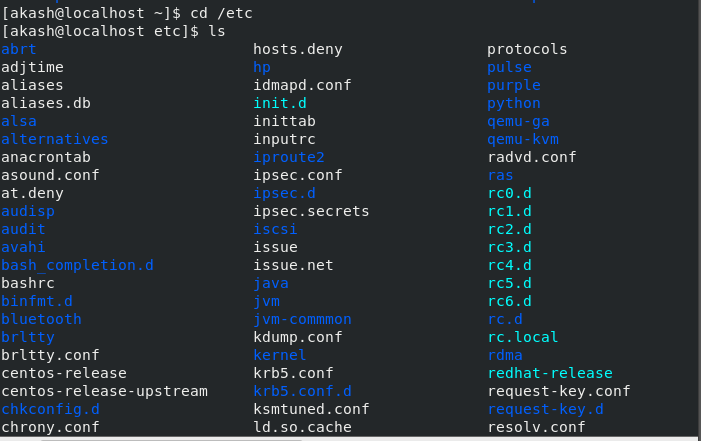 [akash@localhost ~]$ cd /etc
[akash@localhost etc]$ ls
abrt hosts.deny protocols
adjtime hp pulse
aliases idmapd.conf purple
aliases.db init.d python
alsa inittab qemu-ga
alternatives inputrc qemu-kvm
anacrontab iproute2 radvd.conf
asound.conf ipsec.conf ras
at.deny ipsec.d rc0.d
audisp ipsec.secrets rc1.d
audit iscsi rc2.d
avahi issue rc3.d
bash_completion.d issue.net rc4.d
bashrc java rc5.d
binfmt.d jvm rc6.d
bluetooth jvm-commmon rc.d
brltty kdump.conf rc.local
brltty.conf kernel rdma
centos-release krb5.conf redhat-release
centos-release-upstream krb5.conf.d request-key.conf
chkconfig.d ksmtuned.conf request-key.d
chrony.conf ld.so.cache resolv.conf